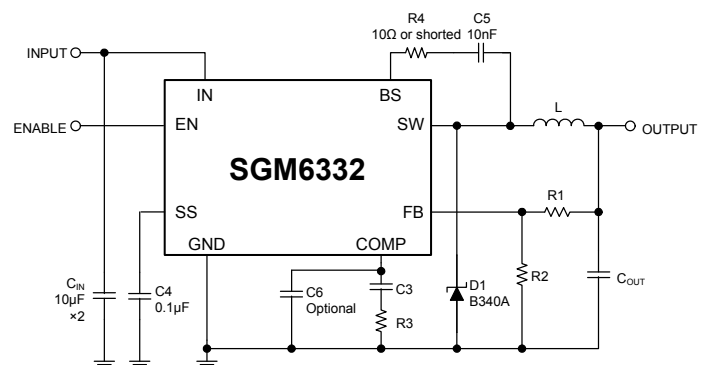 R4
10Ω or shorted
C5
10nF
INPUT
IN
BS
L
ENABLE
EN
SW
OUTPUT
SGM6332
R1
SS
FB
GND
COMP
CIN
10µF
×2
C4
0.1µF
C6
Optional
C3
R3
D1
B340A
R2
COUT